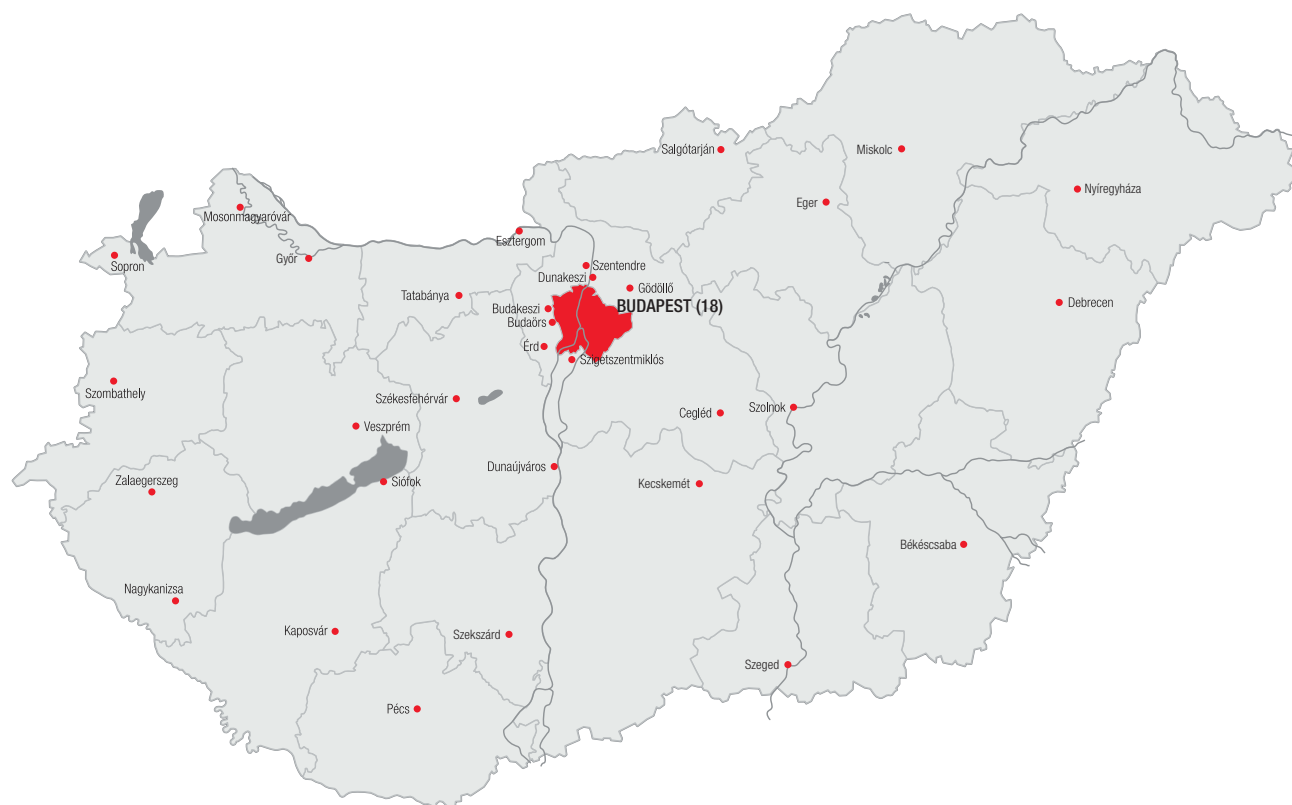 Salgótarján
Miskolc
Nyíregyháza
Eger
Mosonmagyaróvár
Esztergom
Sopron
Győr
Szentendre
Dunakeszi
Gödöllő
Tatabánya
Debrecen
Budakeszi
BUDAPEST (18)
Budaörs
Érd
Szigetszentmiklós
Szombathely
Székesfehérvár
Szolnok
Cegléd
Veszprém
Dunaújváros
Zalaegerszeg
Siófok
Kecskemét
Békéscsaba
Nagykanizsa
Kaposvár
Szekszárd
Szeged
Pécs